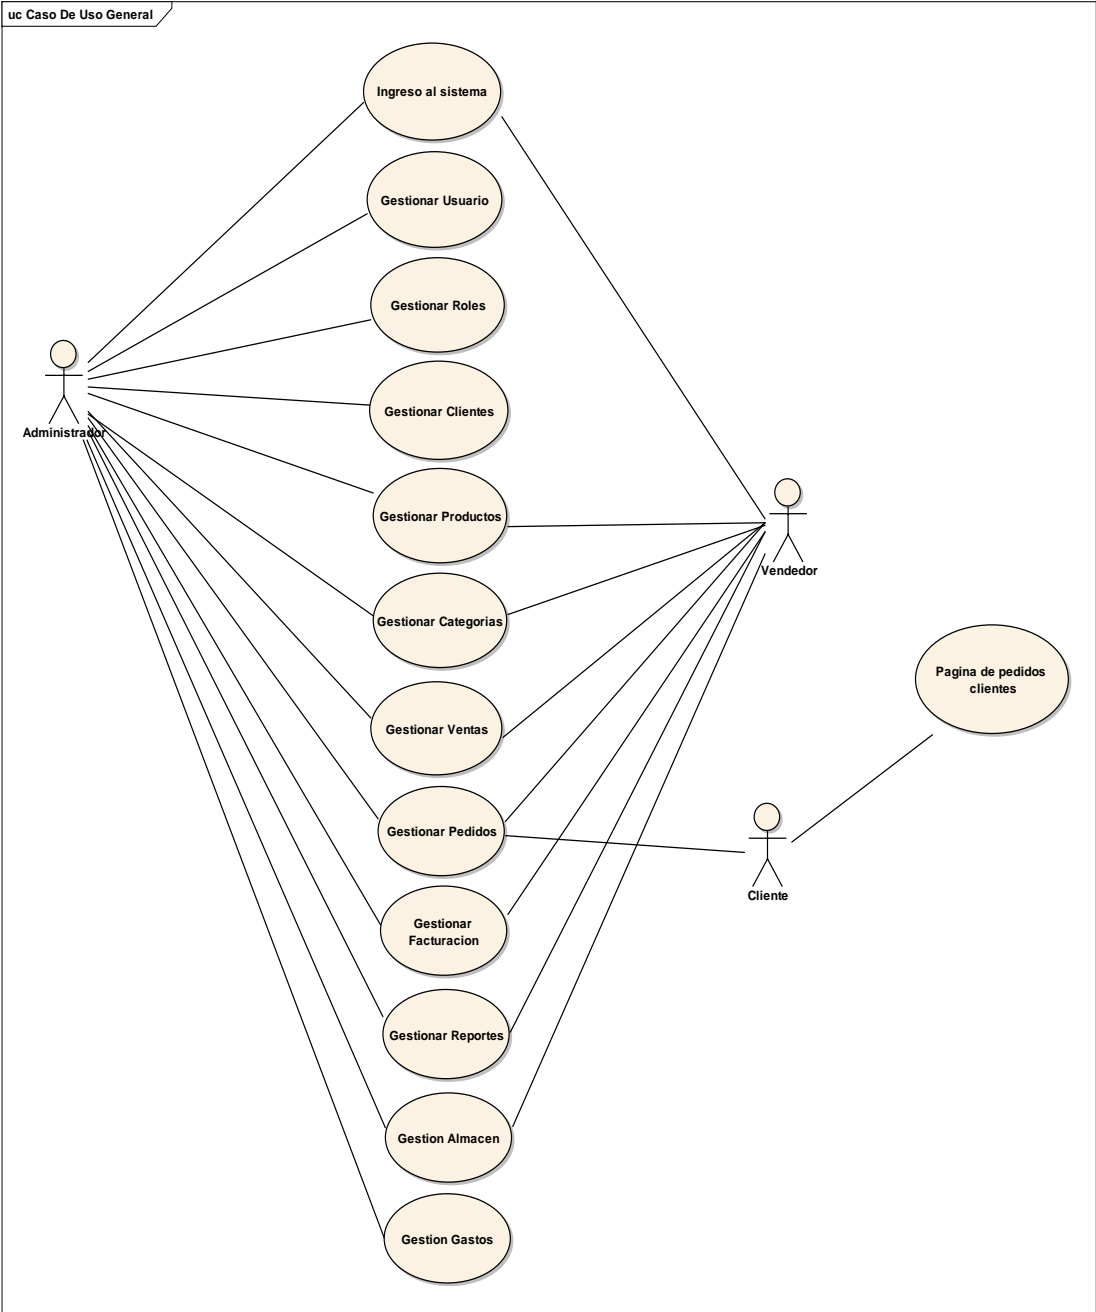 uc Caso De Uso General
Ingreso al sistema
Gestionar Usuario
Gestionar Roles
Gestionar Clientes
Administrador
Gestionar Productos
Vendedor
Gestionar Categorias
Pagina de pedidos
clientes
Gestionar Ventas
Gestionar Pedidos
Cliente
Gestionar
Facturacion
Gestionar Reportes
Gestion Almacen
Gestion Gastos